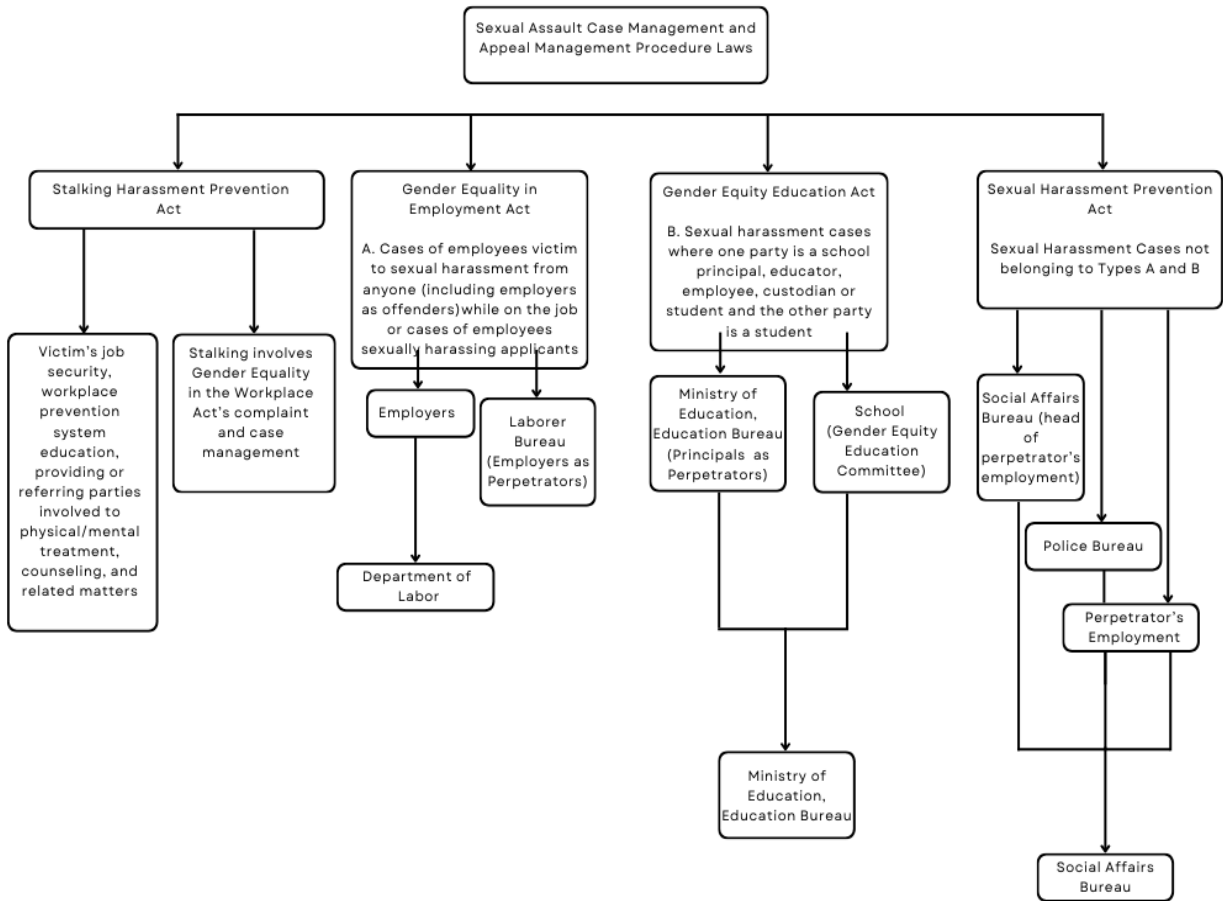 Sexual Assault Case Management and
Appeal Management Procedure Laws
Stalking Harassment Prevention
Act
Victim's job
security,
workplace
prevention
system
education,
providing or
referring parties
involved to
physical/mental
treatment,
counseling, and
related matters
Stalking involves
Gender Equality
in the Workplace
Act's complaint
and case
management
Gender Equality in
Employment Act
A. Cases of employees victim
to sexual harassment from
anyone (including employers
as offenders)while on the job
or cases of employees
sexually harassing applicants
Employers
Laborer
Bureau
(Employers as
Perpetrators)
Department of
Labor
Gender Equity Education Act
B. Sexual harassment cases
where one party is a school
principal, educator,
employee, custodian or
student and the other party
is a student
Ministry of
Education,
Education Bureau
(Principals as
Perpetrators)
School
(Gender Equity
Education
Committee)
Ministry of
Education,
Education Bureau
Sexual Harassment Prevention
Act
Sexual Harassment Cases not
belonging to Types A and B
Social Affairs
Bureau (head of
perpetrator's
employment)
Police Bureau
Perpetrator's
Employment
Social Affairs
Bureau